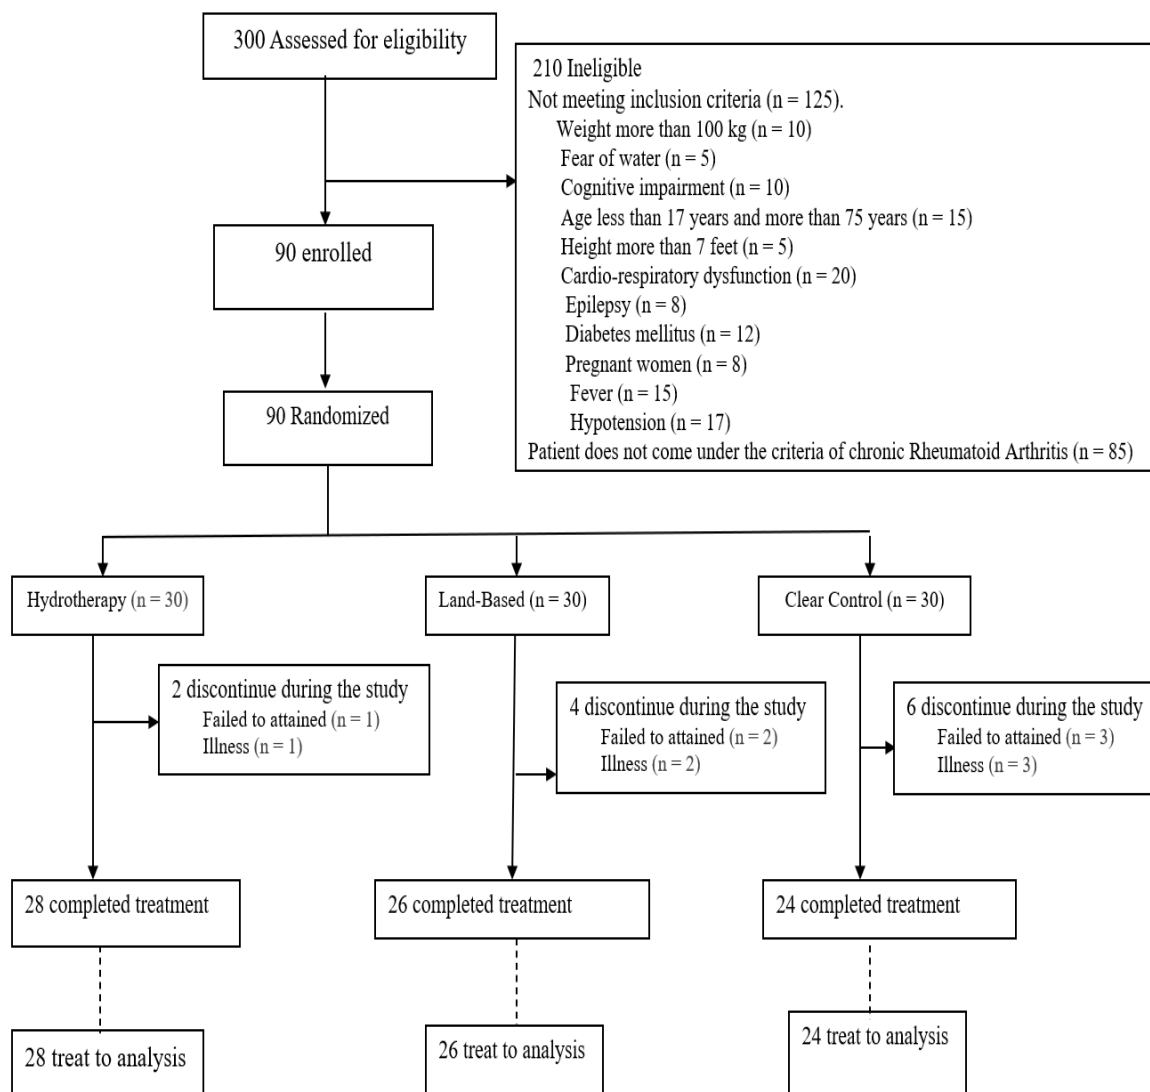 300 Assessed for eligibility
210 Ineligible
Not meeting inclusion criteria (n = 125).
Weight more than 100 kg (n = 10)
Fear of water (n = 5)
Cognitive impairment (n = 10)
Age less than 17 years and more than 75 years (n = 15)
Height more than 7 feet (n = 5)
Cardio-respiratory dysfunction (n = 20)
Epilepsy (n = 8)
Diabetes mellitus (n = 12)
Pregnant women (n = 8)
Fever (n = 15)
Hypotension (n = 17)
Patient does not come under the criteria of chronic Rheumatoid Arthritis (n = 85)
90 enrolled
90 Randomized
Hydrotherapy (n = 30)
Land-Based (n = 30)
Clear Control (n = 30)
2 discontinue during the study
Failed to attained (n = 1)
Illness (n = 1)
4 discontinue during the study
Failed to attained (n = 2)
Illness (n = 2)
6 discontinue during the study
Failed to attained (n = 3)
Illness (n = 3)
28 completed treatment
26 completed treatment
24 completed treatment
28 treat to analysis
26 treat to analysis
24 treat to analysis